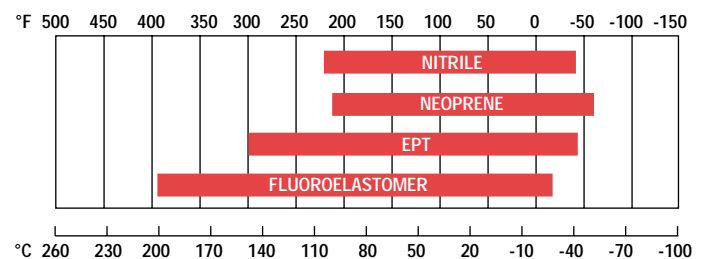 °F 500 450 400 350 300 250 200 150 100 50 0 -50 -100 -150
NITRILE
NEOPRENE
EPT
FLUOROELASTOMER
°C 260 230 200 170 140 110 80 50 20 -10 -40 -70 -100